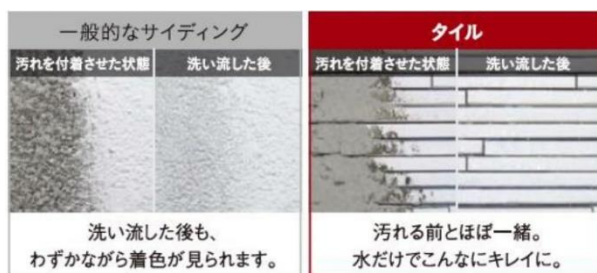 一般的なサイディング
汚れを付着させた状態
洗い流した後
洗い流した後も、
わずかながら着色が見られます。
タイル
汚れを付着させた状態
洗い流した後
汚れる前とほぼ一緒。
水だけでこんなにキレイに。